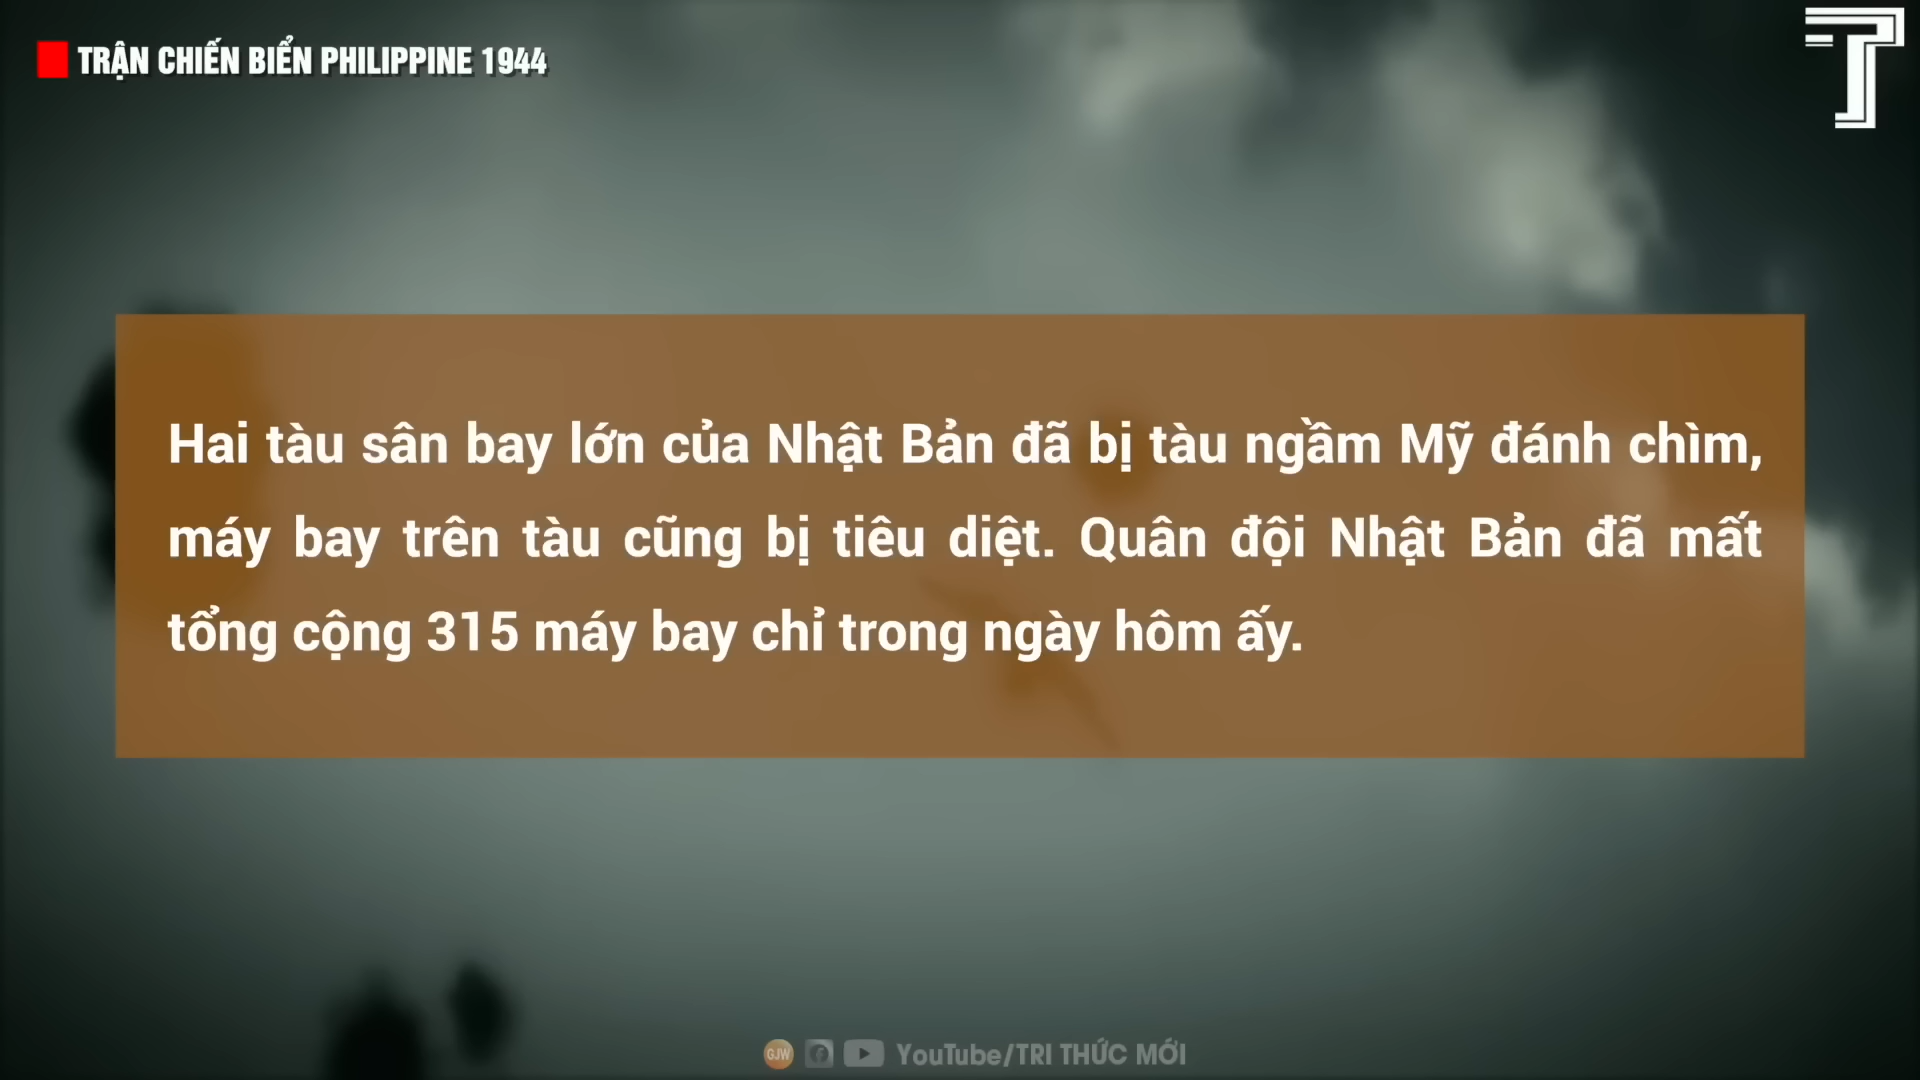 TRẬN CHIẾN BIỂN PHILIPPINE 1944
Hai tàu sân bay lớn của Nhật Bản đã bị tàu ngầm Mỹ đánh chìm,
máy bay trên tàu cũng bị tiêu diệt. Quân đội Nhật Bản đã mất
tổng cộng 315 máy bay chỉ trong ngày hôm ấy.
GJW YouTube/TRI THỨC MỚI